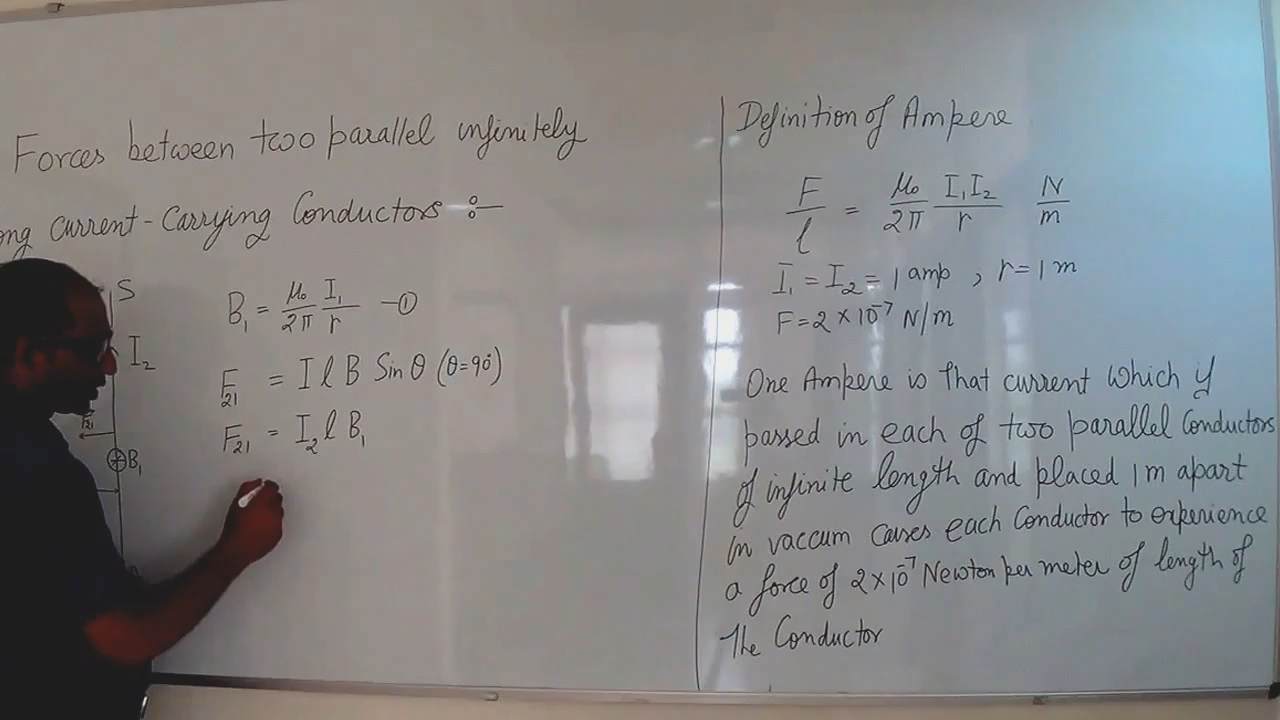 Forces between two parallel infinitely
ong Current-Carrying Conductors :-
S
I₂
F₂₁
B₁
B₁ = μ₀/2π I₁/r -①
F₂₁ = I l B Sin θ (θ=90°)
F₂₁ = I₂ l B₁
Definition of Ampere
F/l = μ₀/2π I₁I₂/r N/m
I₁ = I₂ = 1 amp , r = 1 m
F = 2 × 10⁻⁷ N/m
One Ampere is that current which if
passed in each of two parallel Conductors
of infinite length and placed 1m apart
in vaccum causes each Conductor to experience
a force of 2 × 10⁻⁷ Newton per meter of length of
The Conductor